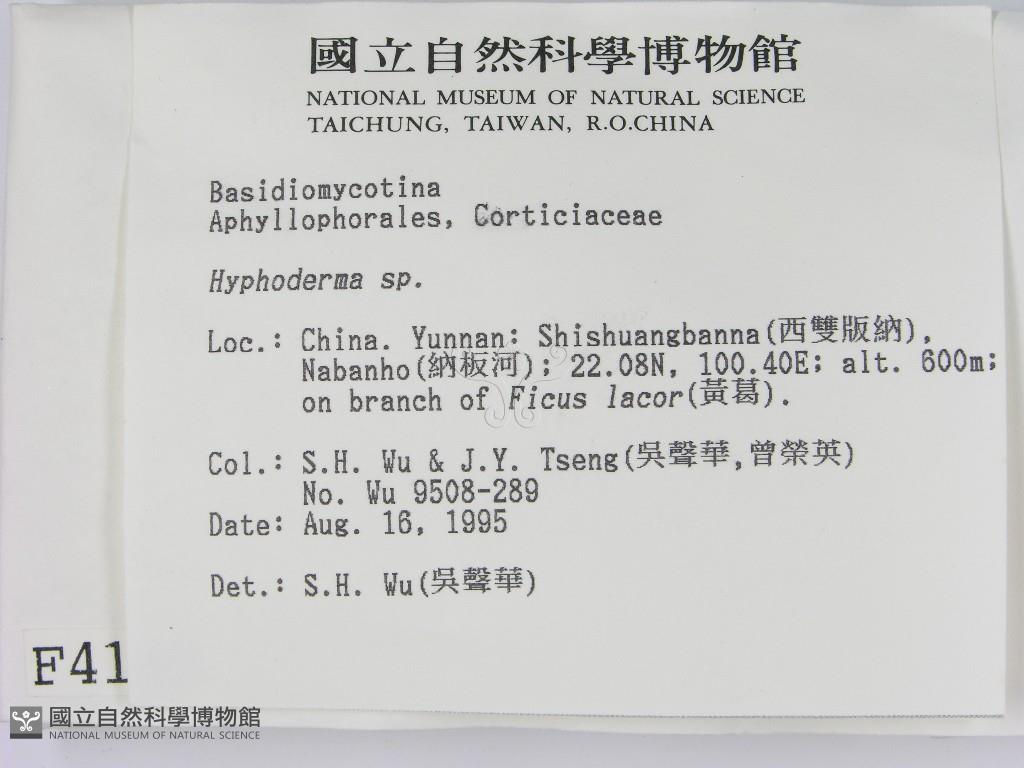 國立自然科學博物館
NATIONAL MUSEUM OF NATURAL SCIENCE
TAICHUNG, TAIWAN, R.O.CHINA
Basidiomycotina
Aphyllophorales, Corticiaceae
Hyphoderma sp.
Loc.: China. Yunnan: Shishuangbanna(西雙版納),
Nabanho(納板河); 22.08N, 100.40E; alt. 600m;
on branch of Ficus lacor(黃葛).
Col.: S.H. Wu & J.Y. Tseng(吳聲華,曾榮英)
No. Wu 9508-289
Date: Aug. 16, 1995
Det.: S.H. Wu(吳聲華)
F41
國立自然科學博物館
NATIONAL MUSEUM OF NATURAL SCIENCE